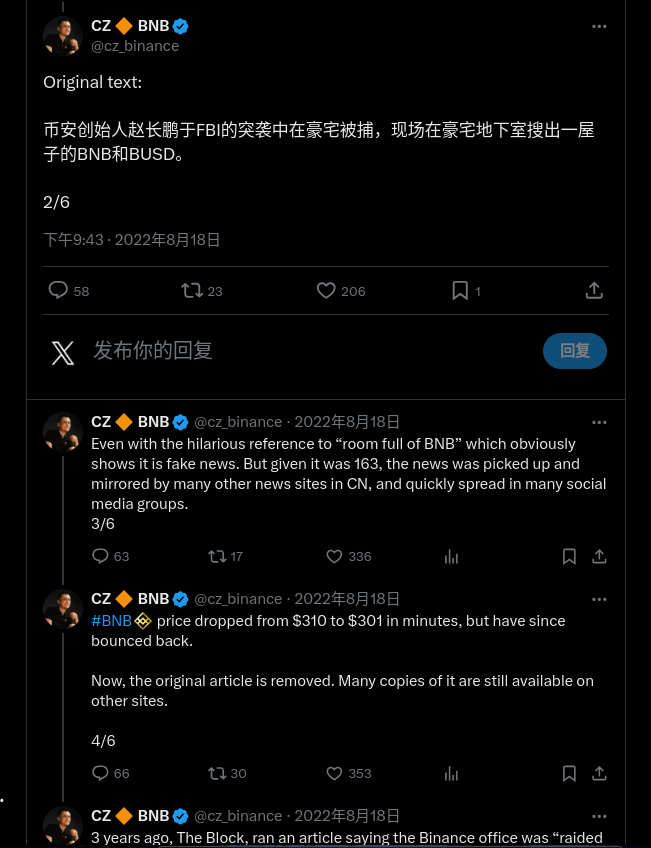 CZ 🔶 BNB
@cz_binance
Original text:
币安创始人赵长鹏于FBI的突袭中在豪宅被捕，现场在豪宅地下室搜出一屋
子的BNB和BUSD。
2/6
下午9:43 · 2022年8月18日
58 23 206 1
发布你的回复
回复
CZ 🔶 BNB @cz_binance · 2022年8月18日
Even with the hilarious reference to “room full of BNB” which obviously
shows it is fake news. But given it was 163, the news was picked up and
mirrored by many other news sites in CN, and quickly spread in many social
media groups.
3/6
63 17 336
CZ 🔶 BNB @cz_binance · 2022年8月18日
#BNB price dropped from $310 to $301 in minutes, but have since
bounced back.
Now, the original article is removed. Many copies of it are still available on
other sites.
4/6
66 30 353
CZ 🔶 BNB @cz_binance · 2022年8月18日
3 years ago, The Block, ran an article saying the Binance office was “raided